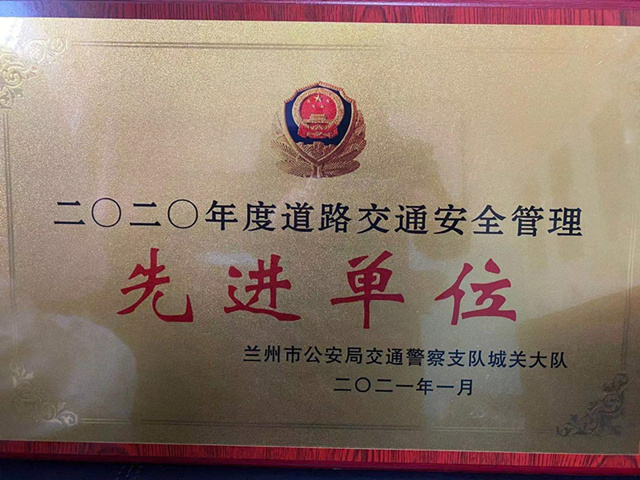 二〇二〇年度道路交通安全管理
先进单位
兰州市公安局交通警察支队城关大队
二〇二一年一月